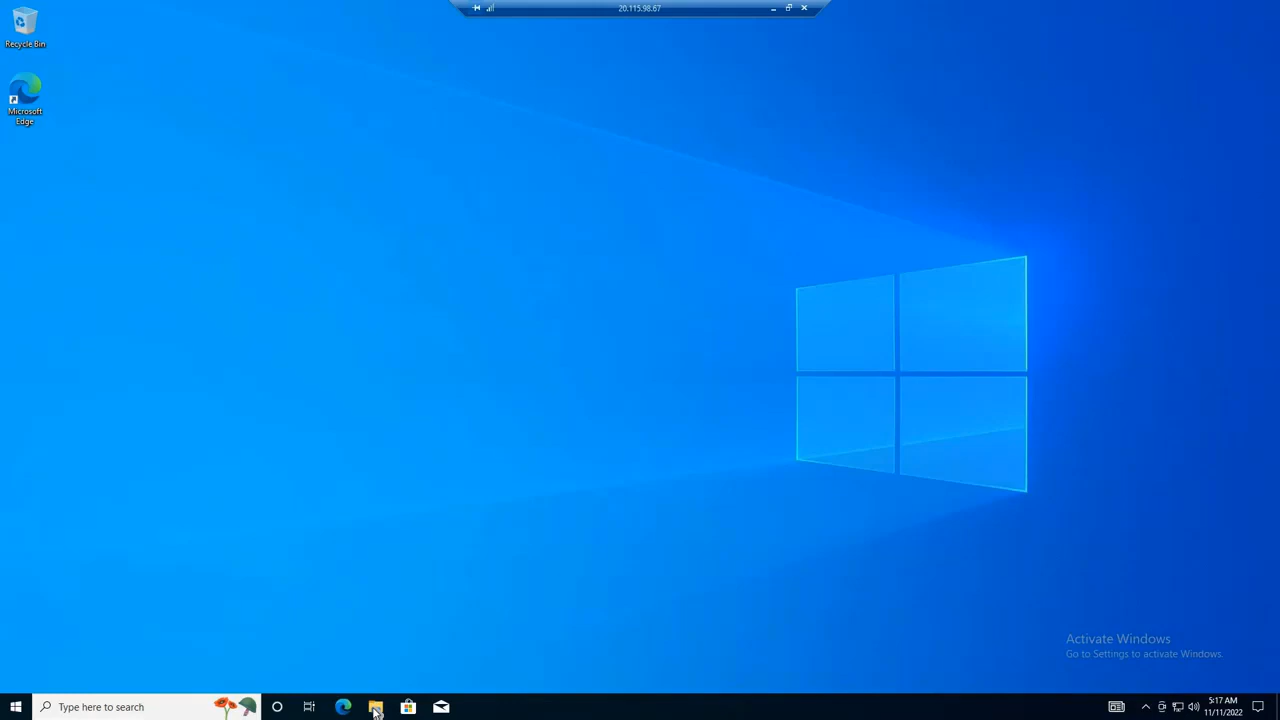 20.115.98.67
Recycle Bin
Microsoft
Edge
Activate Windows
Go to Settings to activate Windows.
Type here to search
5:17 AM
11/11/2022